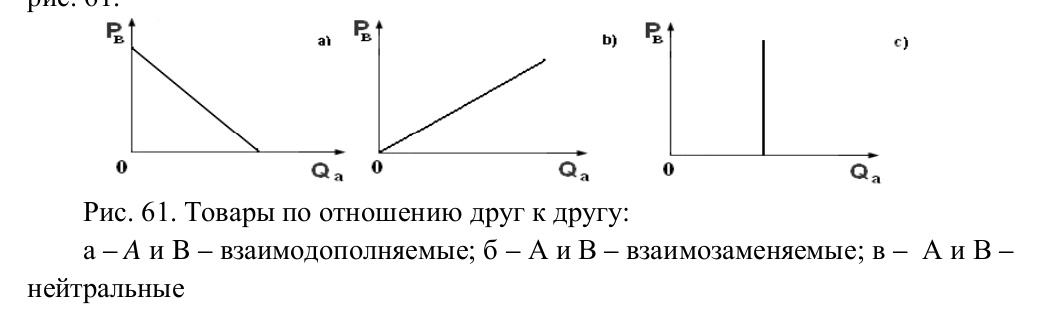 рис. 61.
P_B a) P_B b) P_B c)
0 Q_a 0 Q_a 0 Q_a
Рис. 61. Товары по отношению друг к другу:
а – А и В – взаимодополняемые; б – А и В – взаимозаменяемые; в – А и В –
нейтральные